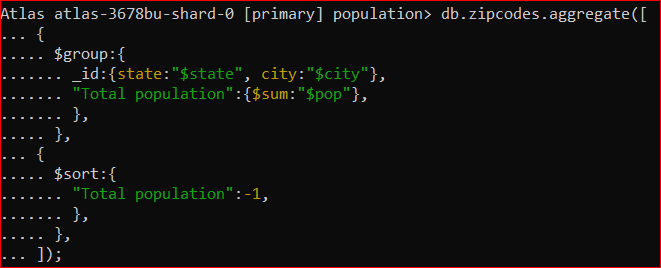 Atlas atlas-3678bu-shard-0 [primary] population> db.zipcodes.aggregate([
... {
..... $group:{
....... _id:{state:"$state", city:"$city"},
....... "Total population":{$sum:"$pop"},
....... },
..... },
... {
..... $sort:{
....... "Total population":-1,
....... },
..... },
... ]);